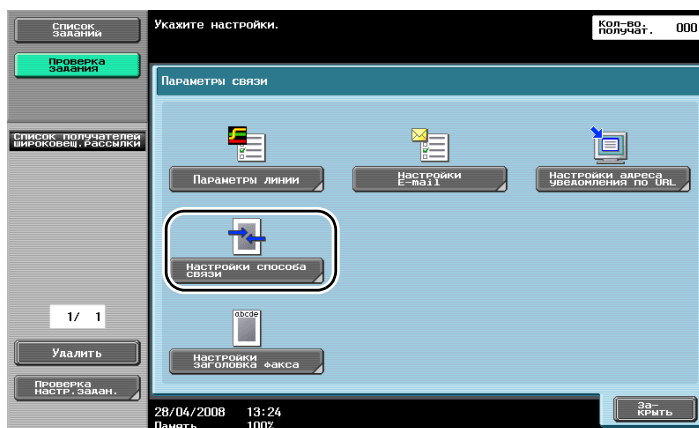 Список
заданий
Проверка
задания
Список получателей
широковещ.рассылки
1/ 1
Удалить
Проверка
настр.задан.
Укажите настройки.
Кол-во.
получат. 000
Параметры связи
Параметры линии
Настройки
E-mail
Настройки адреса
уведомления по URL
Настройки способа
связи
abcde
Настройки
заголовка факса
28/04/2008 13:24
Память 100%
За-
крыть